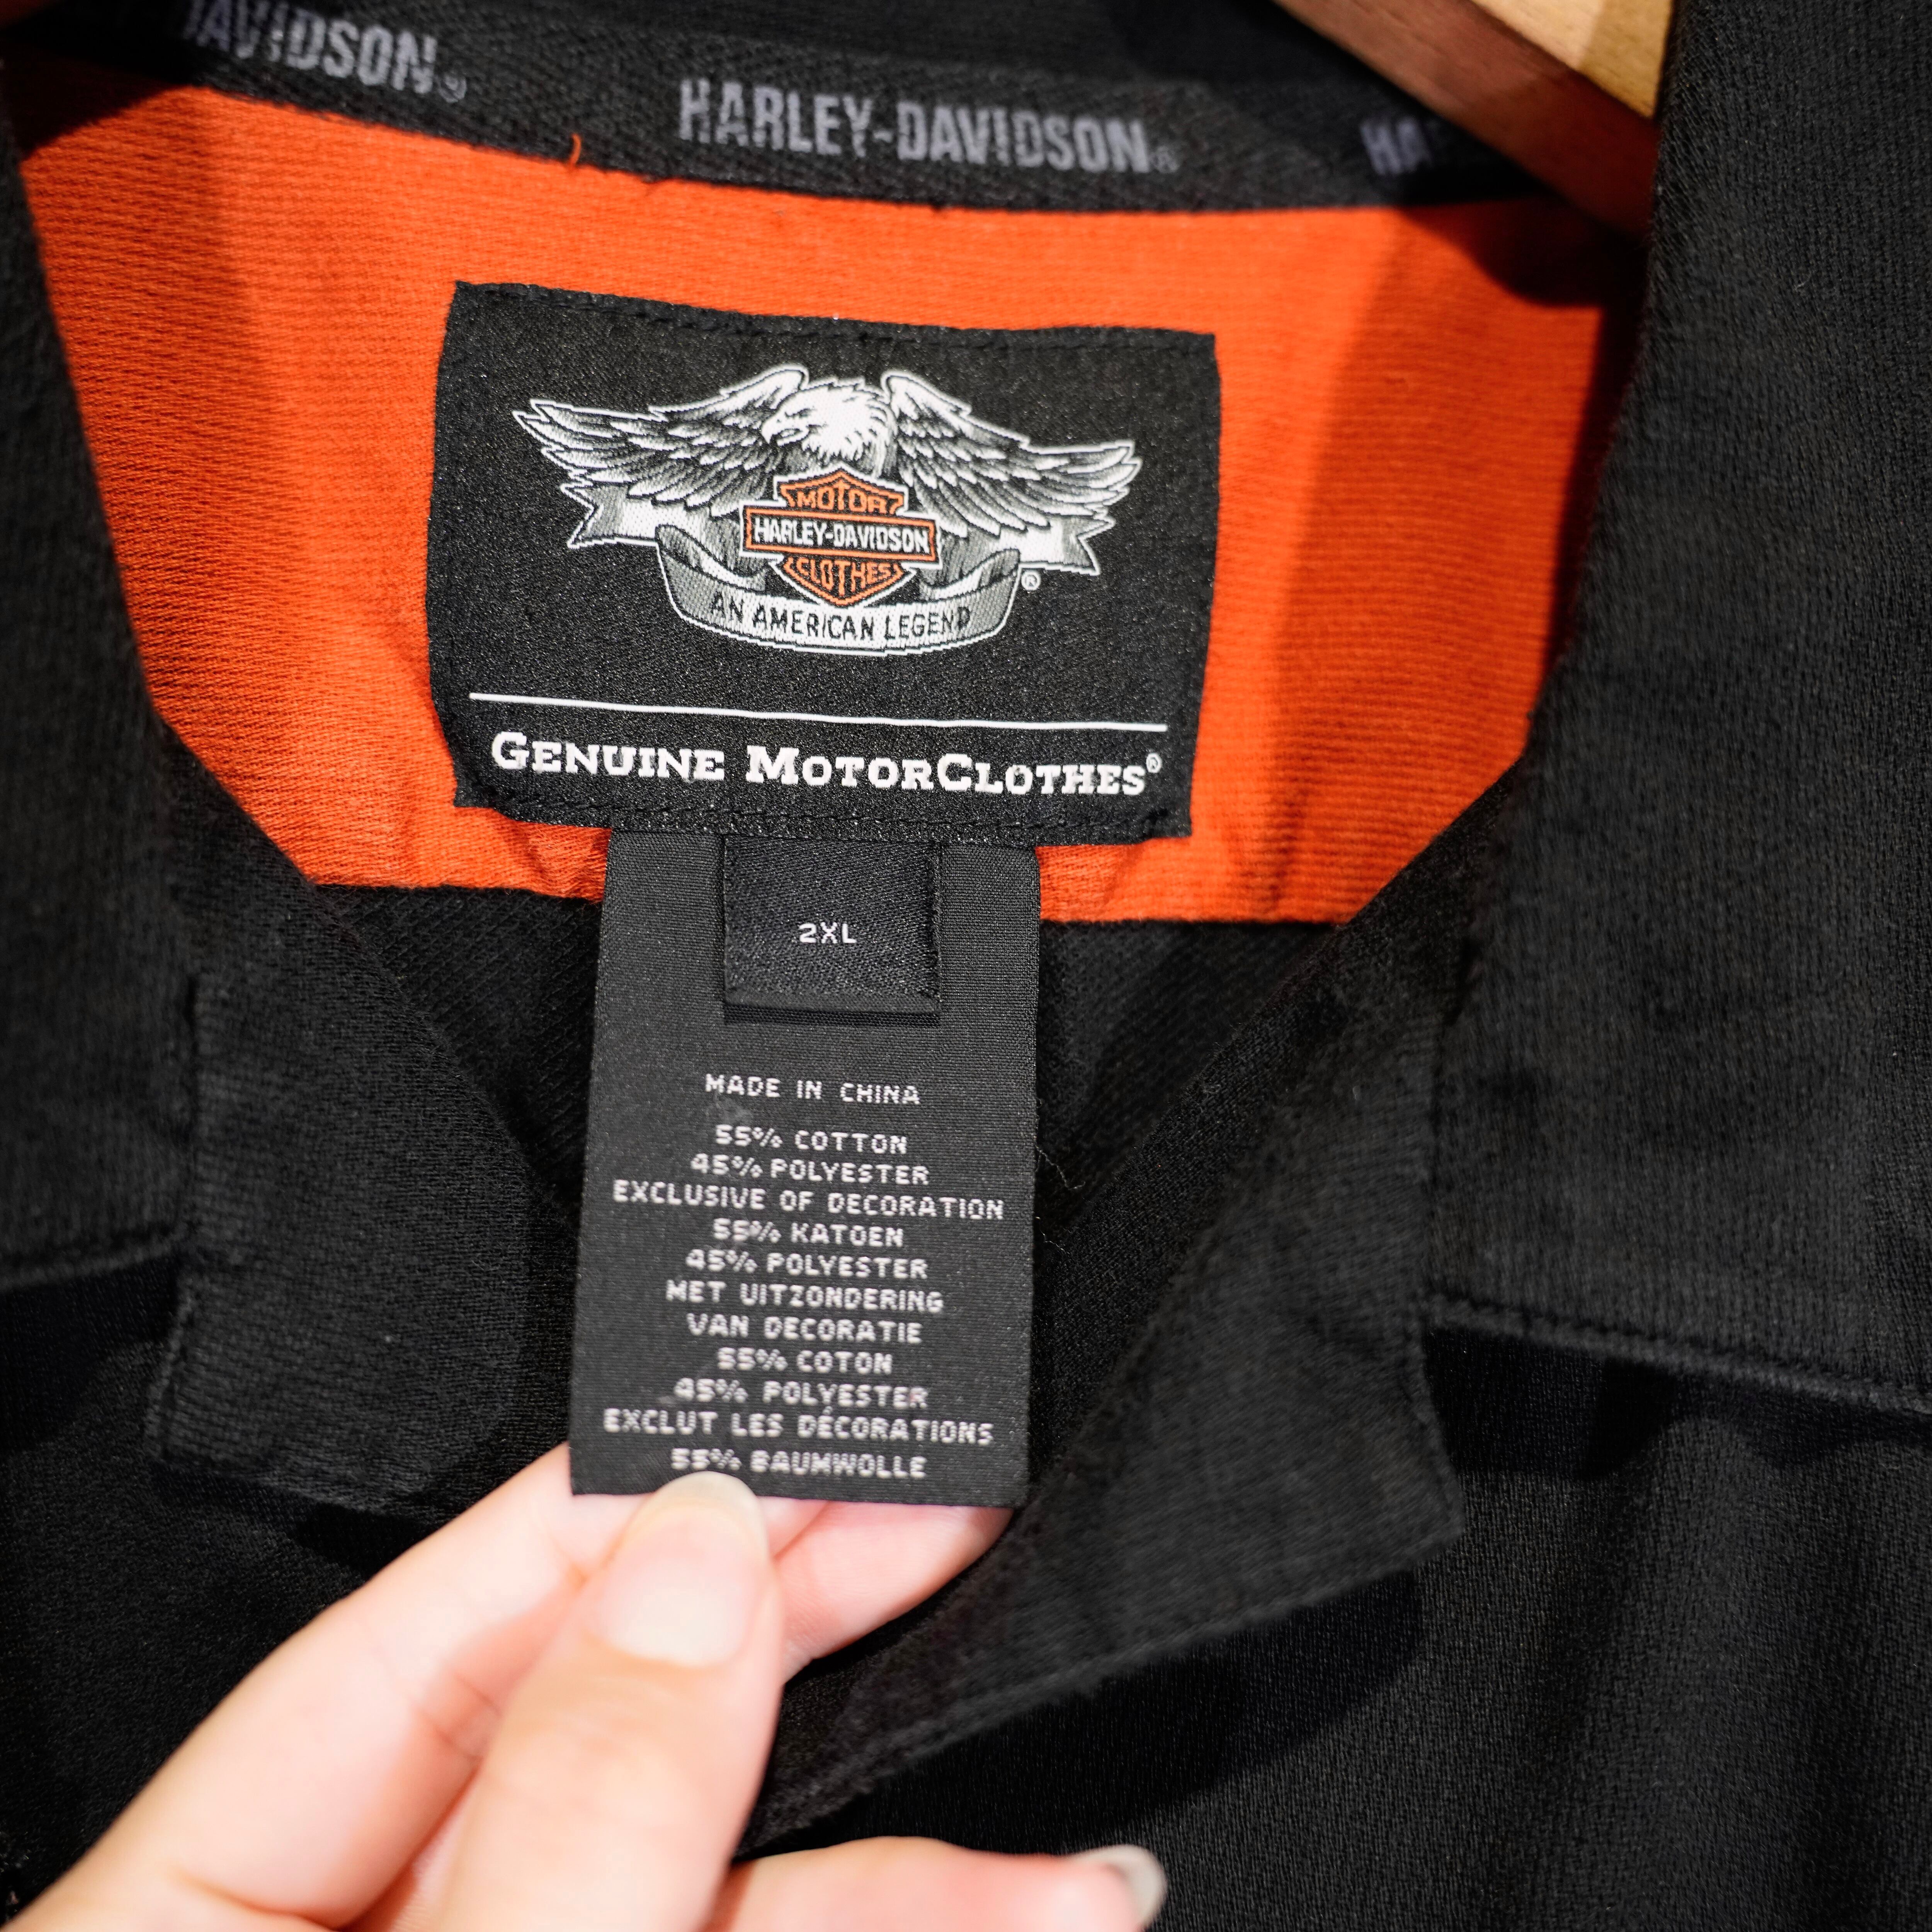 DAVIDSON®
HARLEY-DAVIDSON®
HA
MOTOR
HARLEY-DAVIDSON
CLOTHES
®
AN AMERICAN LEGEND
GENUINE MOTORCLOTHES®
2XL
MADE IN CHINA
55% COTTON
45% POLYESTER
EXCLUSIVE OF DECORATION
55% KATOEN
45% POLYESTER
MET UITZONDERING
VAN DECORATIE
55% COTON
45% POLYESTER
EXCLUT LES DÉCORATIONS
55% BAUMWOLLE